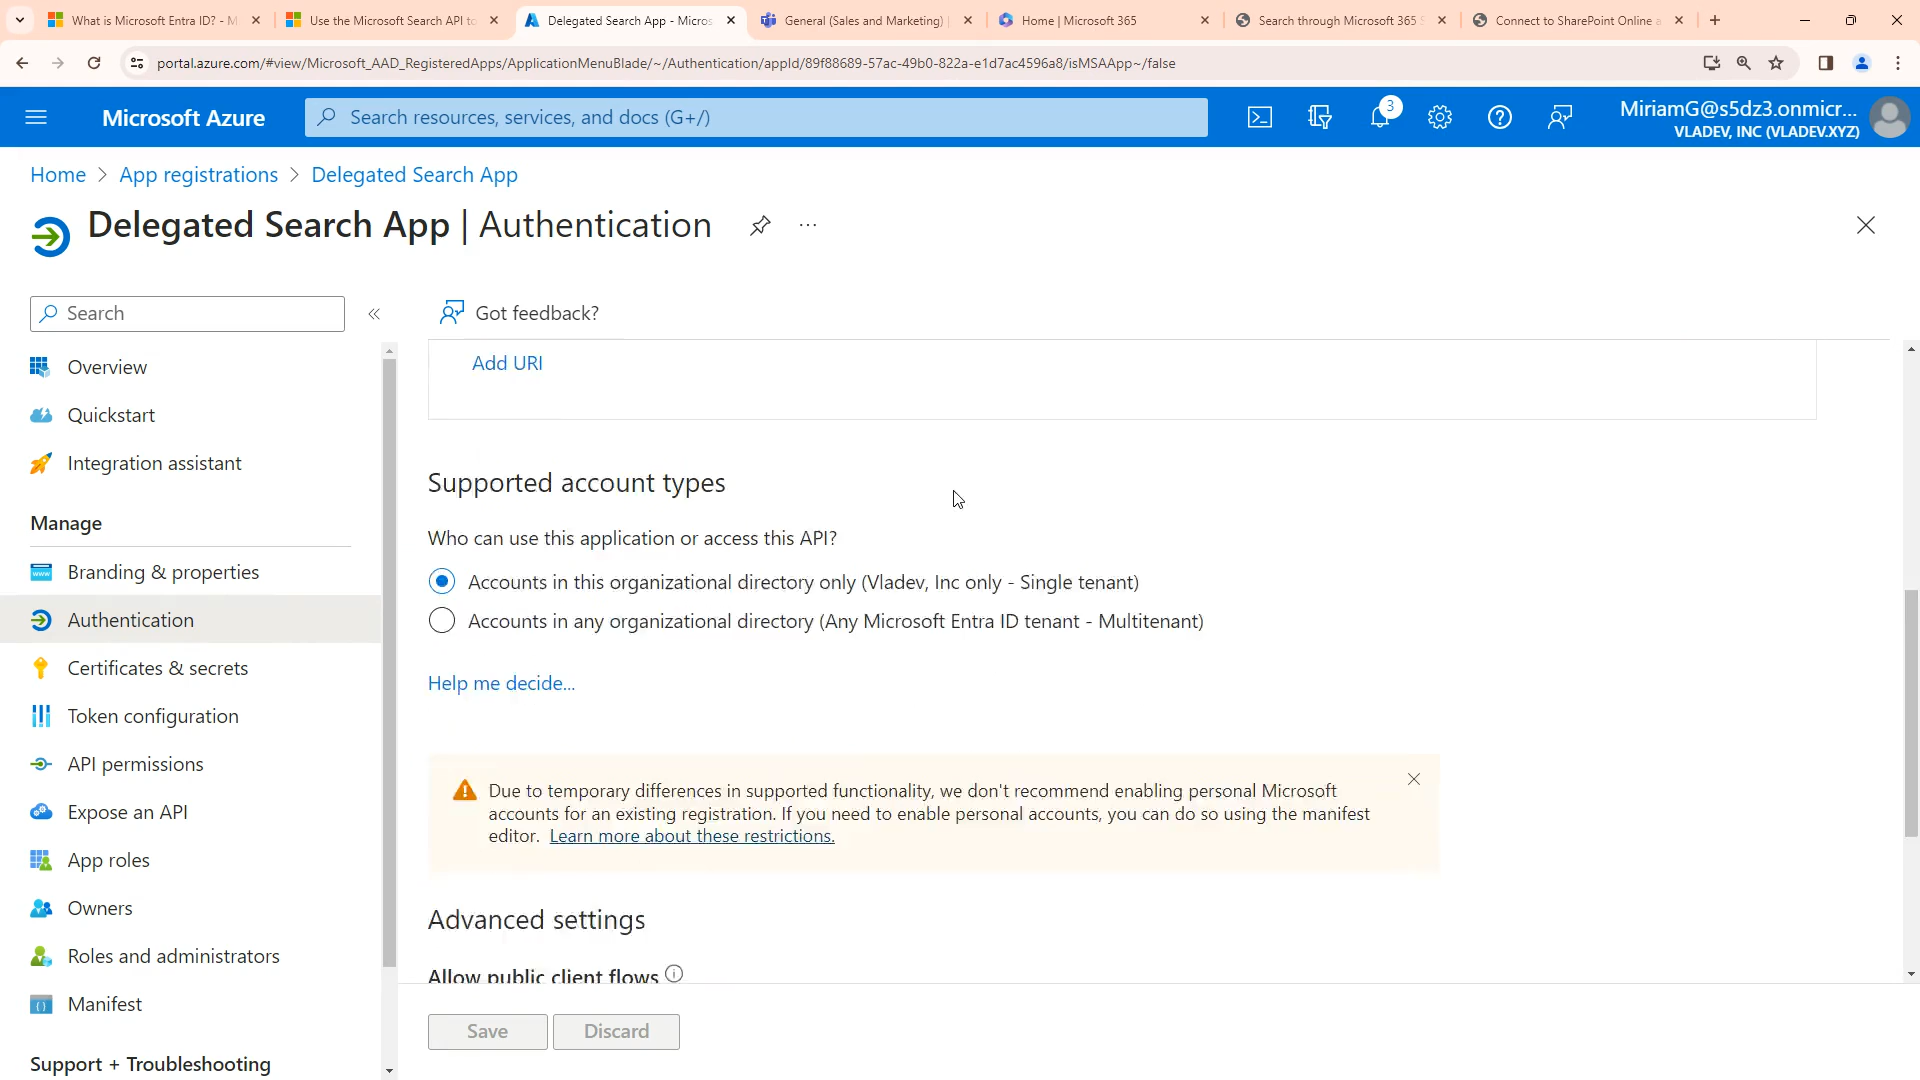 What is Microsoft Entra ID? - M
Use the Microsoft Search API to
Delegated Search App - Micros
General (Sales and Marketing)
Home | Microsoft 365
Search through Microsoft 365 S
Connect to SharePoint Online a
portal.azure.com/#view/Microsoft_AAD_RegisteredApps/ApplicationMenuBlade/~/Authentication/appId/89f88689-57ac-49b0-822a-e1d7ac4596a8/isMSAApp~/false
Microsoft Azure
Search resources, services, and docs (G+/)
3
MiriamG@s5dz3.onmicr...
VLADEV, INC (VLADEV.XYZ)
Home > App registrations > Delegated Search App
Delegated Search App | Authentication
Search
Got feedback?
Overview
Quickstart
Integration assistant
Manage
Branding & properties
Authentication
Certificates & secrets
Token configuration
API permissions
Expose an API
App roles
Owners
Roles and administrators
Manifest
Support + Troubleshooting
Add URI
Supported account types
Who can use this application or access this API?
Accounts in this organizational directory only (Vladev, Inc only - Single tenant)
Accounts in any organizational directory (Any Microsoft Entra ID tenant - Multitenant)
Help me decide...
Due to temporary differences in supported functionality, we don't recommend enabling personal Microsoft
accounts for an existing registration. If you need to enable personal accounts, you can do so using the manifest
editor. Learn more about these restrictions.
Advanced settings
Allow public client flows
Save
Discard